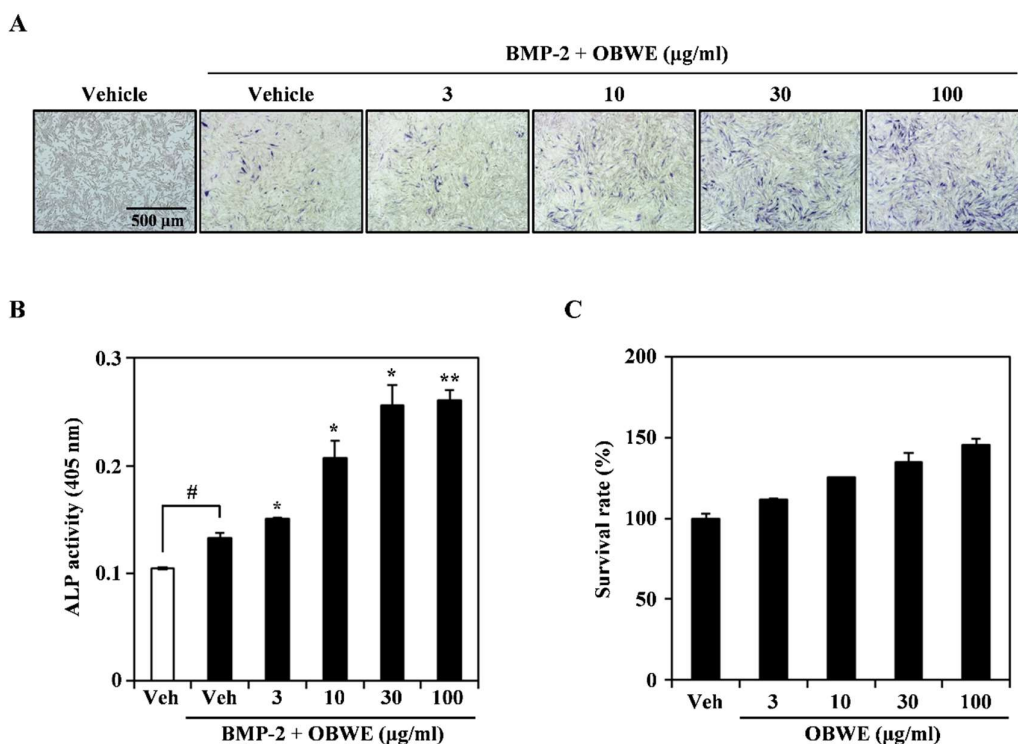 A
BMP-2 + OBWE (μg/ml)
Vehicle Vehicle 3 10 30 100
500 μm
B
ALP activity (405 nm)
0.3
0.2
0.1
0
#
*
*
*
**
Veh Veh 3 10 30 100
BMP-2 + OBWE (μg/ml)
C
Survival rate (%)
200
150
100
50
0
Veh 3 10 30 100
OBWE (μg/ml)